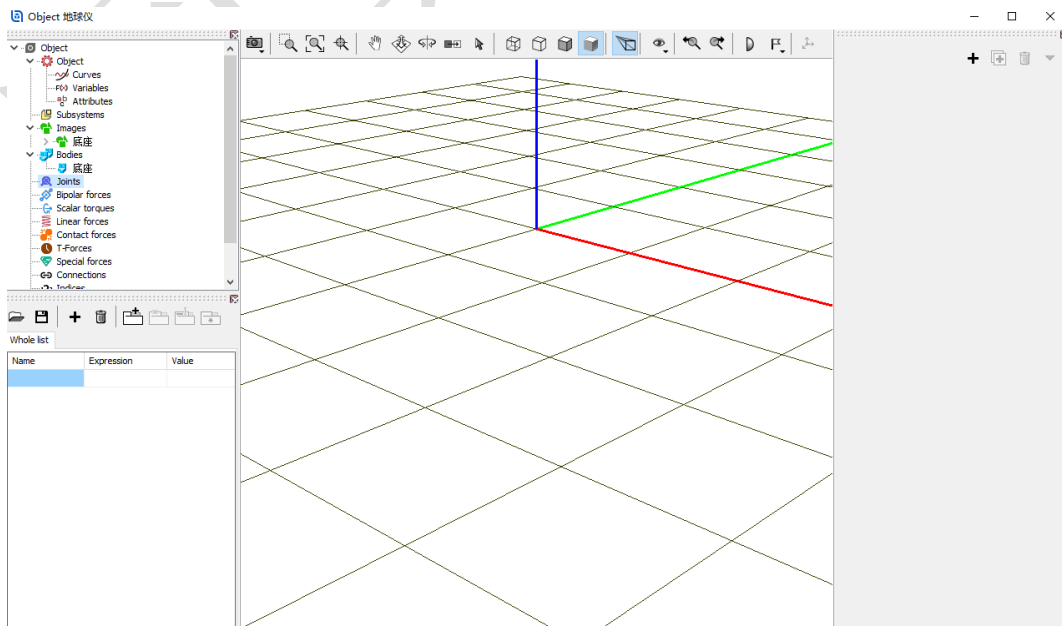 Object 地球仪
Object
Object
Curves
Variables
Attributes
Subsystems
Images
底座
Bodies
底座
Joints
Bipolar forces
Scalar torques
Linear forces
Contact forces
T-Forces
Special forces
Connections
Indices
Whole list
Name Expression Value